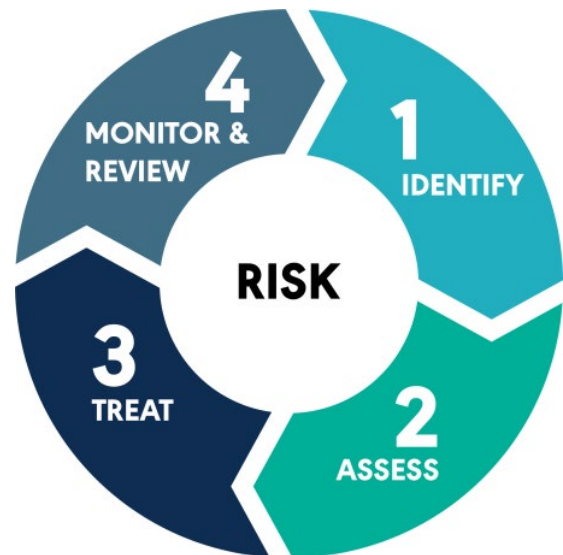 1
IDENTIFY
2
ASSESS
3
TREAT
4
MONITOR &
REVIEW
RISK